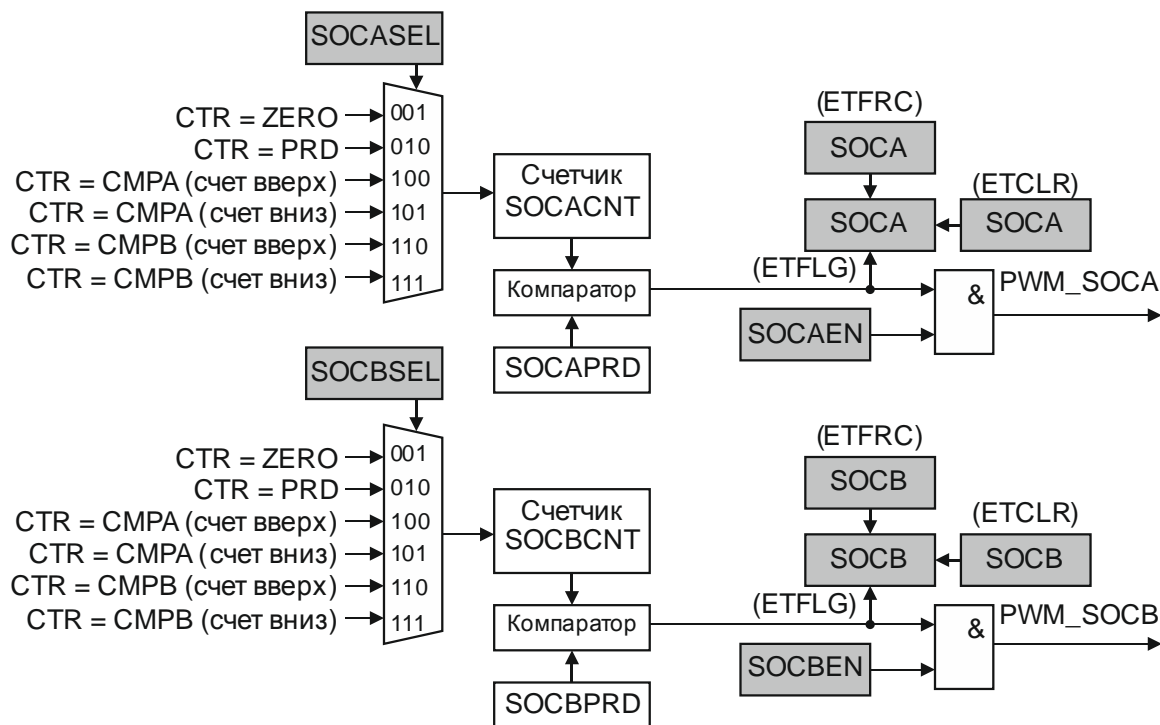 SOCASEL
CTR = ZERO
001
CTR = PRD
010
CTR = CMPA (счет вверх)
100
CTR = CMPA (счет вниз)
101
CTR = CMPB (счет вверх)
110
CTR = CMPB (счет вниз)
111
Счетчик
SOCACNT
Компаратор
SOCAPRD
(ETFRC)
SOCA
SOCA
(ETCLR)
SOCA
(ETFLG)
SOCAEN
&
PWM_SOCA
SOCBSEL
CTR = ZERO
001
CTR = PRD
010
CTR = CMPA (счет вверх)
100
CTR = CMPA (счет вниз)
101
CTR = CMPB (счет вверх)
110
CTR = CMPB (счет вниз)
111
Счетчик
SOCBCNT
Компаратор
SOCBPRD
(ETFRC)
SOCB
SOCB
(ETCLR)
SOCB
(ETFLG)
SOCBEN
&
PWM_SOCB